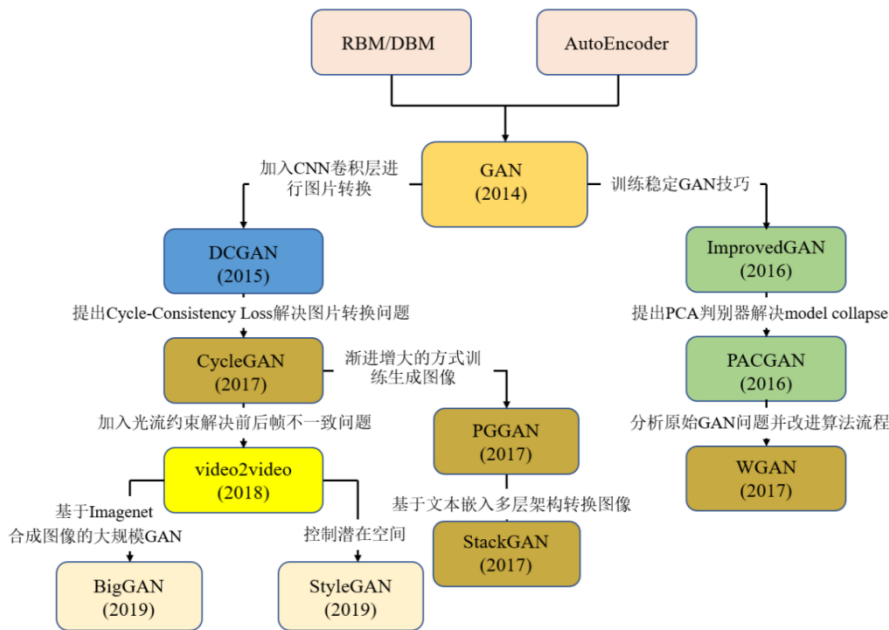 RBM/DBM
AutoEncoder
GAN
(2014)
加入CNN卷积层进
行图片转换
训练稳定GAN技巧
DCGAN
(2015)
ImprovedGAN
(2016)
提出Cycle-Consistency Loss解决图片转换问题
提出PCA判别器解决model collapse
CycleGAN
(2017)
渐进增大的方式训
练生成图像
PACGAN
(2016)
加入光流约束解决前后帧不一致问题
PGGAN
(2017)
分析原始GAN问题并改进算法流程
video2video
(2018)
WGAN
(2017)
基于Imagenet
合成图像的大规模GAN
控制潜在空间
基于文本嵌入多层架构转换图像
StackGAN
(2017)
BigGAN
(2019)
StyleGAN
(2019)